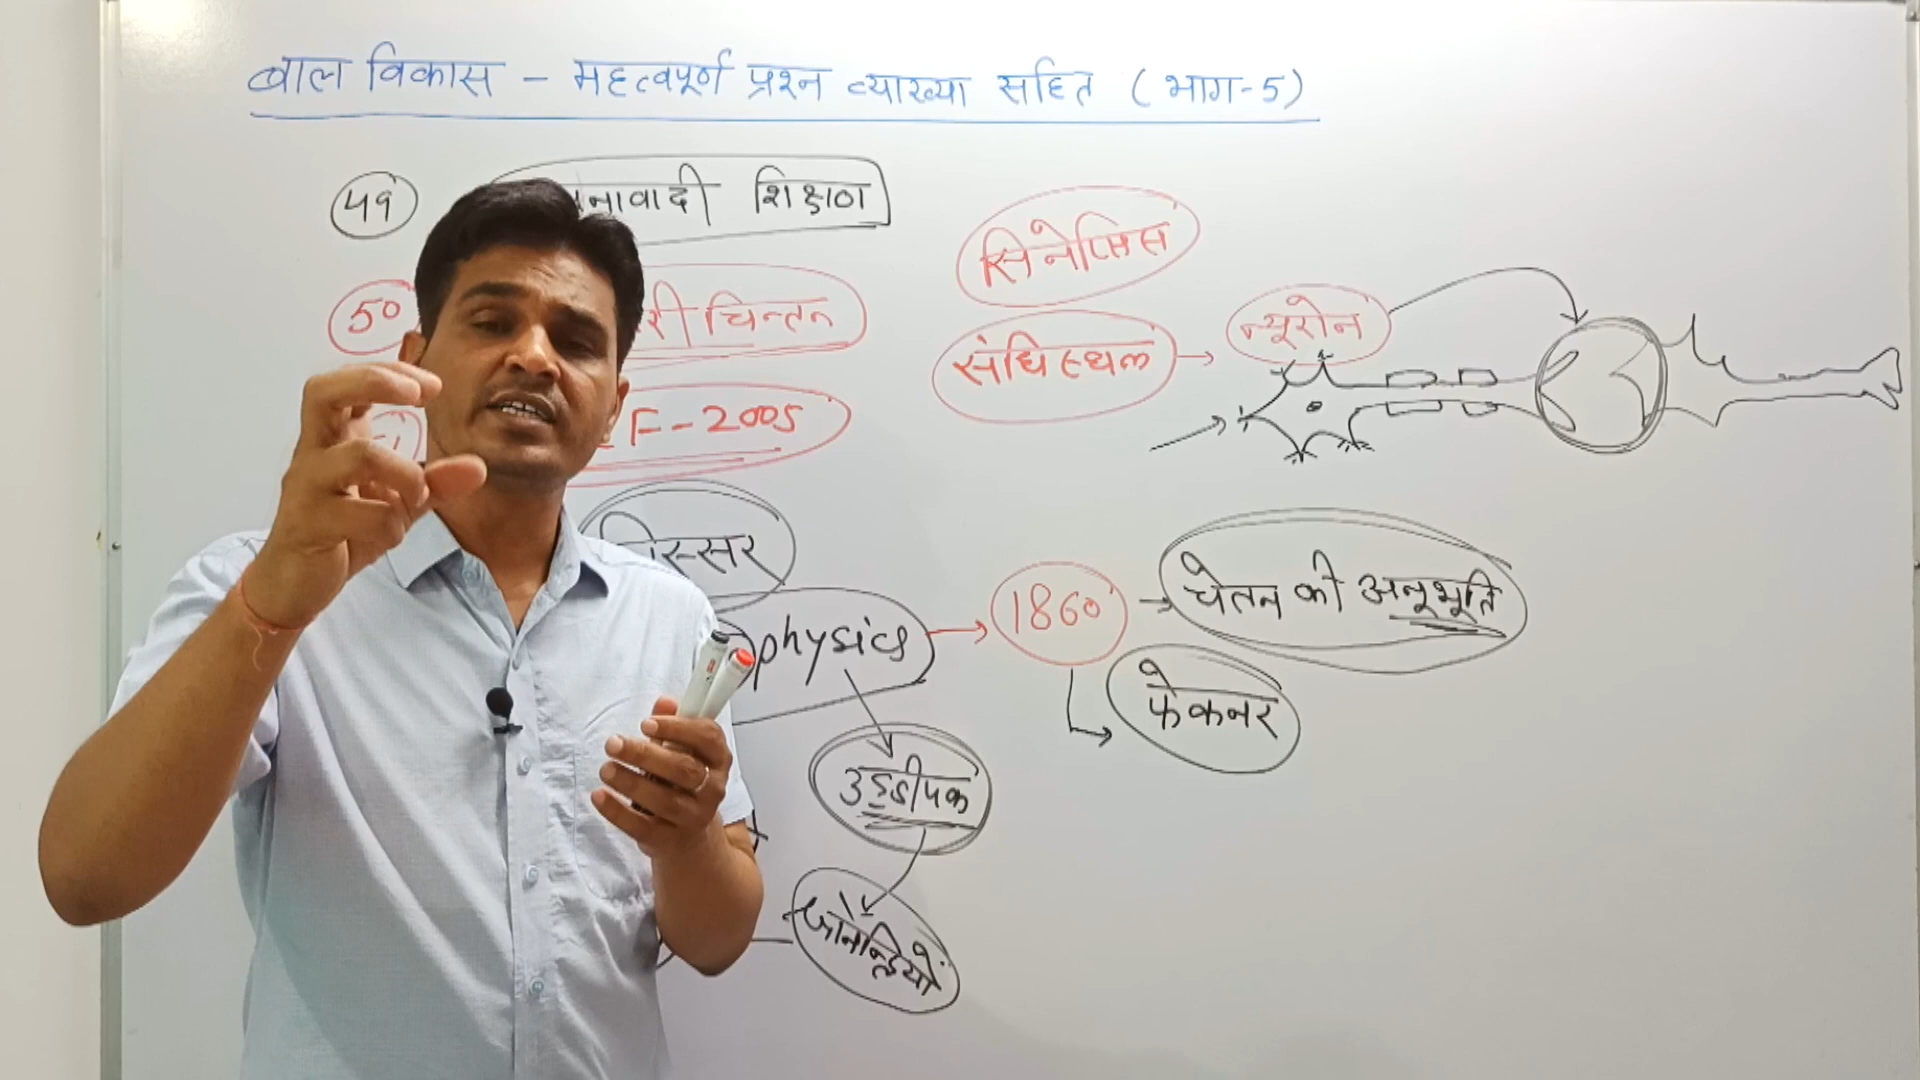 बाल विकास - महत्वपूर्ण प्रश्न व्याख्या सहित (भाग-5)
49 नावादी शिक्षण
50 री चिन्तन
F-2005
स्सर
physics → 1860 → चेतन की अनुभूति
फेकनर
उद्दीपक
ज्ञानेन्द्रियों
सिनेप्सिस
संधि स्थल → न्यूरोन